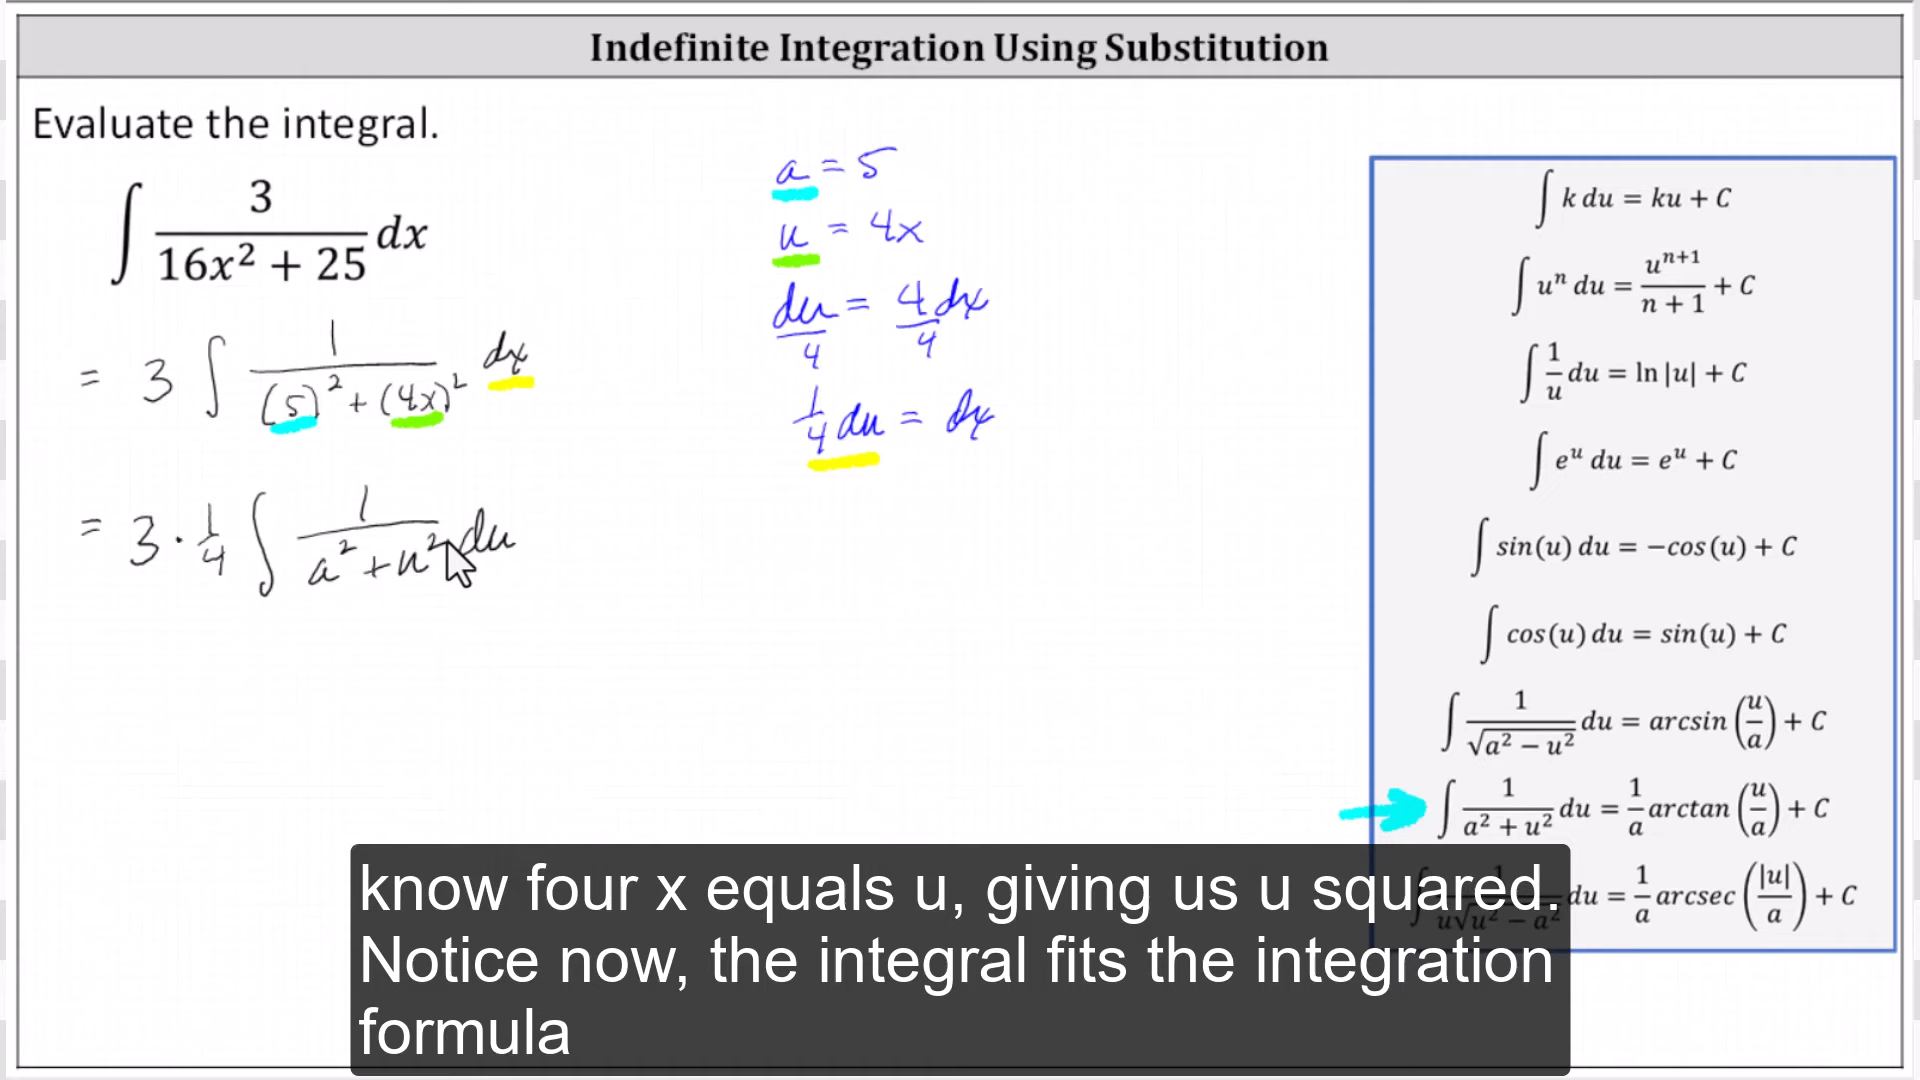 Indefinite Integration Using Substitution
Evaluate the integral.
∫ 3/(16x² + 25) dx
= 3 ∫ 1/((5)² + (4x)²) dx
= 3 · 1/4 ∫ 1/(a² + u²) du
a = 5
u = 4x
du/4 = 4dx/4
1/4 du = dx
∫ k du = ku + C
∫ uⁿ du = uⁿ⁺¹/(n + 1) + C
∫ 1/u du = ln |u| + C
∫ eᵘ du = eᵘ + C
∫ sin(u) du = −cos(u) + C
∫ cos(u) du = sin(u) + C
∫ 1/√(a² − u²) du = arcsin (u/a) + C
∫ 1/(a² + u²) du = 1/a arctan (u/a) + C
∫ 1/(u√(u² − a²)) du = 1/a arcsec (|u|/a) + C
know four x equals u, giving us u squared.
Notice now, the integral fits the integration
formula